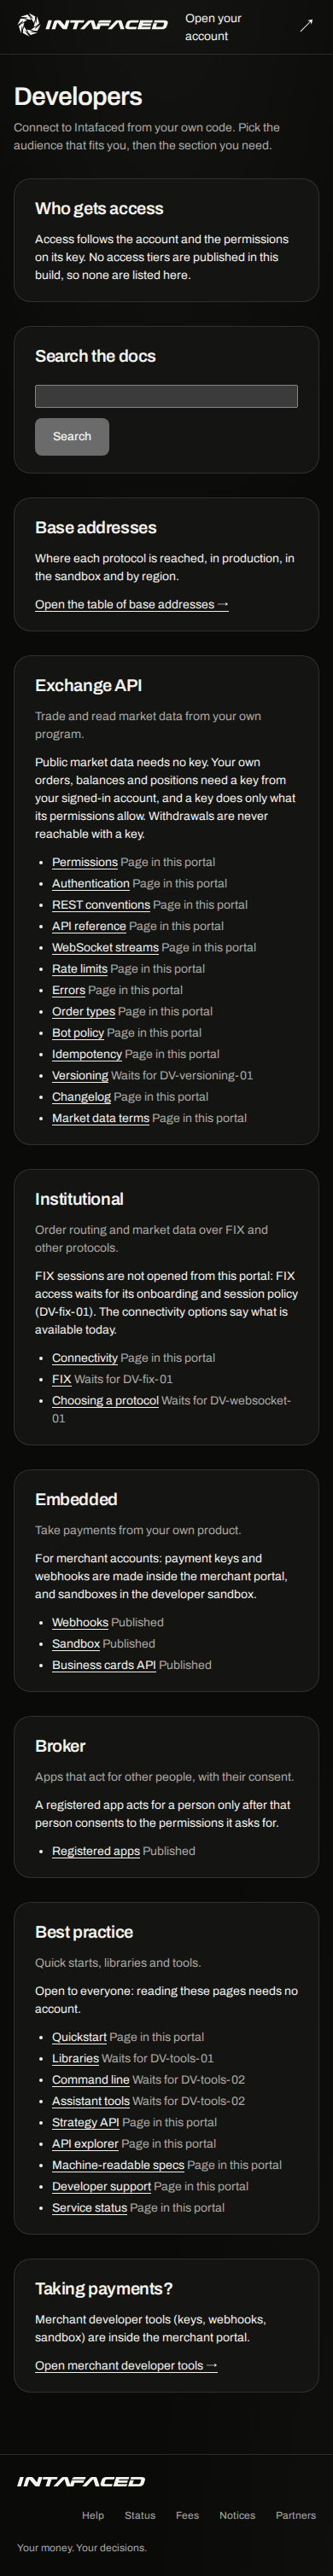 INTAFACED
Open your
account
Developers
Connect to Intafaced from your own code. Pick the
audience that fits you, then the section you need.
Who gets access
Access follows the account and the permissions
on its key. No access tiers are published in this
build, so none are listed here.
Search the docs
Search
Base addresses
Where each protocol is reached, in production, in
the sandbox and by region.
Open the table of base addresses →
Exchange API
Trade and read market data from your own
program.
Public market data needs no key. Your own
orders, balances and positions need a key from
your signed-in account, and a key does only what
its permissions allow. Withdrawals are never
reachable with a key.
• Permissions Page in this portal
• Authentication Page in this portal
• REST conventions Page in this portal
• API reference Page in this portal
• WebSocket streams Page in this portal
• Rate limits Page in this portal
• Errors Page in this portal
• Order types Page in this portal
• Bot policy Page in this portal
• Idempotency Page in this portal
• Versioning Waits for DV-versioning-01
• Changelog Page in this portal
• Market data terms Page in this portal
Institutional
Order routing and market data over FIX and
other protocols.
FIX sessions are not opened from this portal: FIX
access waits for its onboarding and session policy
(DV-fix-01). The connectivity options say what is
available today.
• Connectivity Page in this portal
• FIX Waits for DV-fix-01
• Choosing a protocol Waits for DV-websocket-
01
Embedded
Take payments from your own product.
For merchant accounts: payment keys and
webhooks are made inside the merchant portal,
and sandboxes in the developer sandbox.
• Webhooks Published
• Sandbox Published
• Business cards API Published
Broker
Apps that act for other people, with their consent.
A registered app acts for a person only after that
person consents to the permissions it asks for.
• Registered apps Published
Best practice
Quick starts, libraries and tools.
Open to everyone: reading these pages needs no
account.
• Quickstart Page in this portal
• Libraries Waits for DV-tools-01
• Command line Waits for DV-tools-02
• Assistant tools Waits for DV-tools-02
• Strategy API Page in this portal
• API explorer Page in this portal
• Machine-readable specs Page in this portal
• Developer support Page in this portal
• Service status Page in this portal
Taking payments?
Merchant developer tools (keys, webhooks,
sandbox) are inside the merchant portal.
Open merchant developer tools →
INTAFACED
Help Status Fees Notices Partners
Your money. Your decisions.